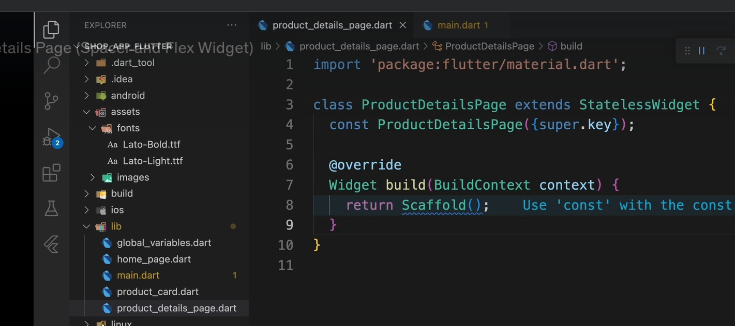 EXPLORER
...
product_details_page.dart
main.dart 1
etails Page (Spacer and Flex Widget)
SHOP_APP_FLUTTER
lib > product_details_page.dart > ProductDetailsPage > build
.dart_tool
.idea
android
assets
fonts
Aa Lato-Bold.ttf
Aa Lato-Light.ttf
images
build
ios
lib
global_variables.dart
home_page.dart
main.dart 1
product_card.dart
product_details_page.dart
linux
2
1 import 'package:flutter/material.dart';
2
3 class ProductDetailsPage extends StatelessWidget {
4 const ProductDetailsPage({super.key});
5
6 @override
7 Widget build(BuildContext context) {
8 return Scaffold(); Use 'const' with the const
9 }
10 }
11